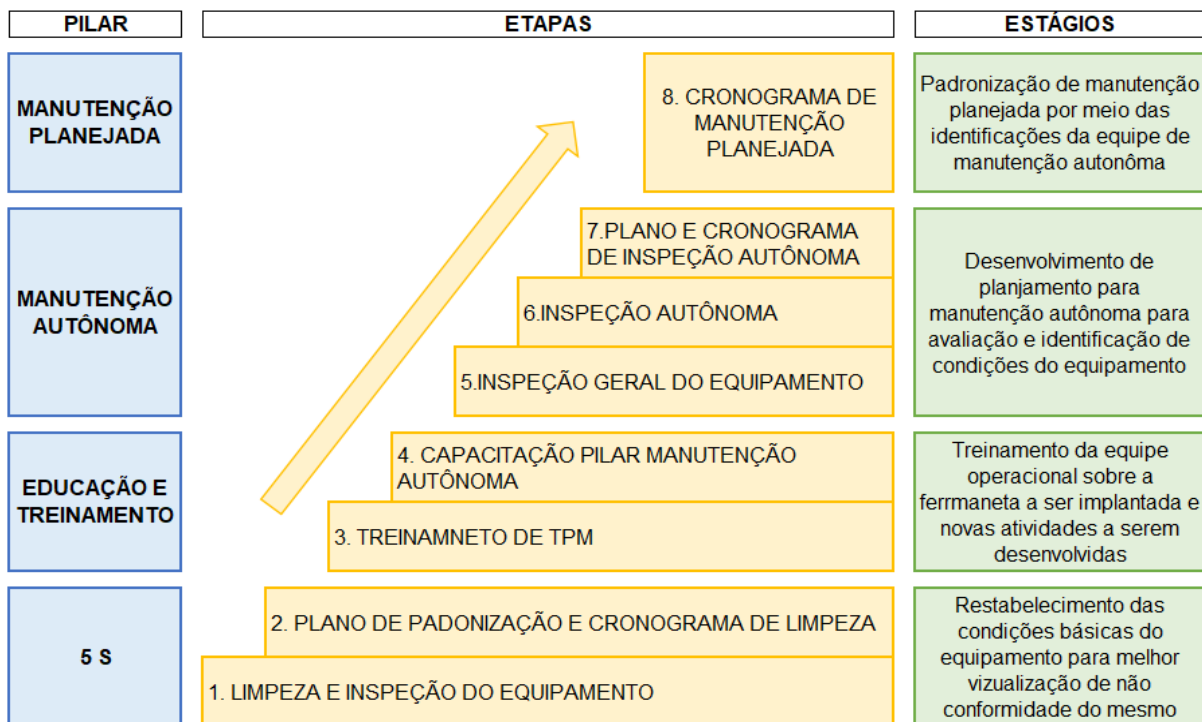 PILAR
ETAPAS
ESTÁGIOS
MANUTENÇÃO
PLANEJADA
8. CRONOGRAMA DE
MANUTENÇÃO
PLANEJADA
Padronização de manutenção
planejada por meio das
identificações da equipe de
manutenção autonôma
MANUTENÇÃO
AUTÔNOMA
7.PLANO E CRONOGRAMA
DE INSPEÇÃO AUTÔNOMA
6.INSPEÇÃO AUTÔNOMA
5.INSPEÇÃO GERAL DO EQUIPAMENTO
Desenvolvimento de
planjamento para
manutenção autônoma para
avaliação e identificação de
condições do equipamento
EDUCAÇÃO E
TREINAMENTO
4. CAPACITAÇÃO PILAR MANUTENÇÃO
AUTÔNOMA
3. TREINAMNETO DE TPM
Treinamento da equipe
operacional sobre a
ferrmaneta a ser implantada e
novas atividades a serem
desenvolvidas
5 S
2. PLANO DE PADONIZAÇÃO E CRONOGRAMA DE LIMPEZA
1. LIMPEZA E INSPEÇÃO DO EQUIPAMENTO
Restabelecimento das
condições básicas do
equipamento para melhor
vizualização de não
conformidade do mesmo